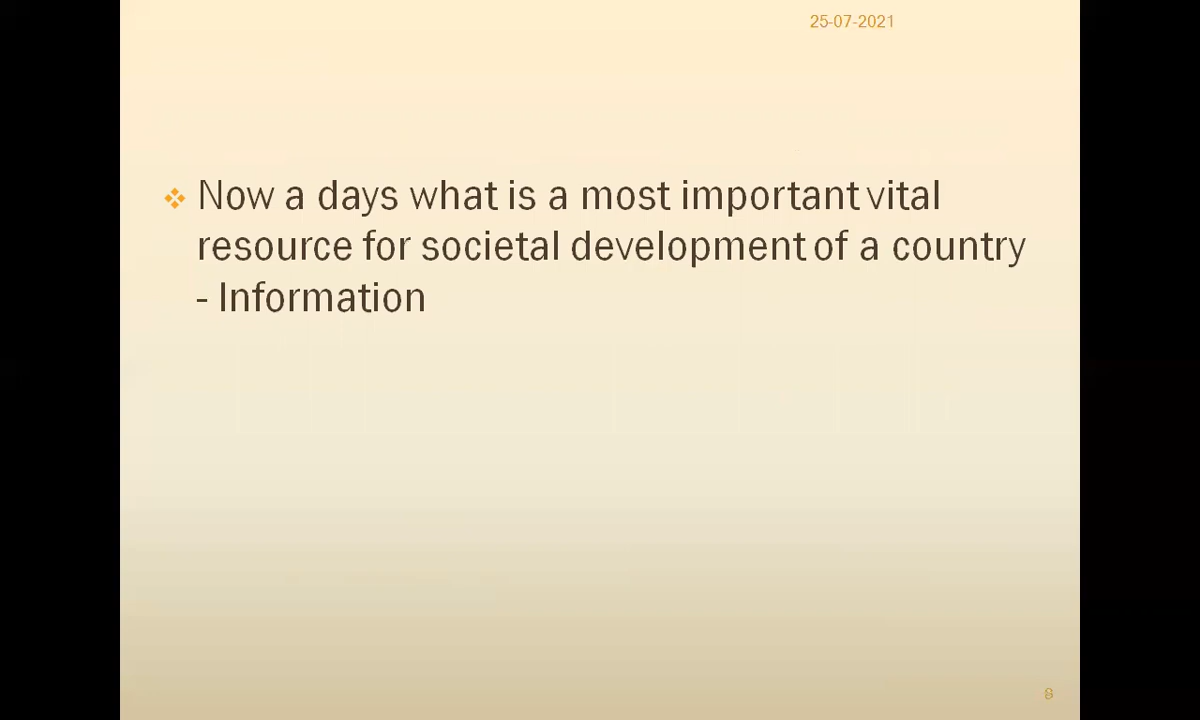 25-07-2021
Now a days what is a most important vital
resource for societal development of a country
- Information
8